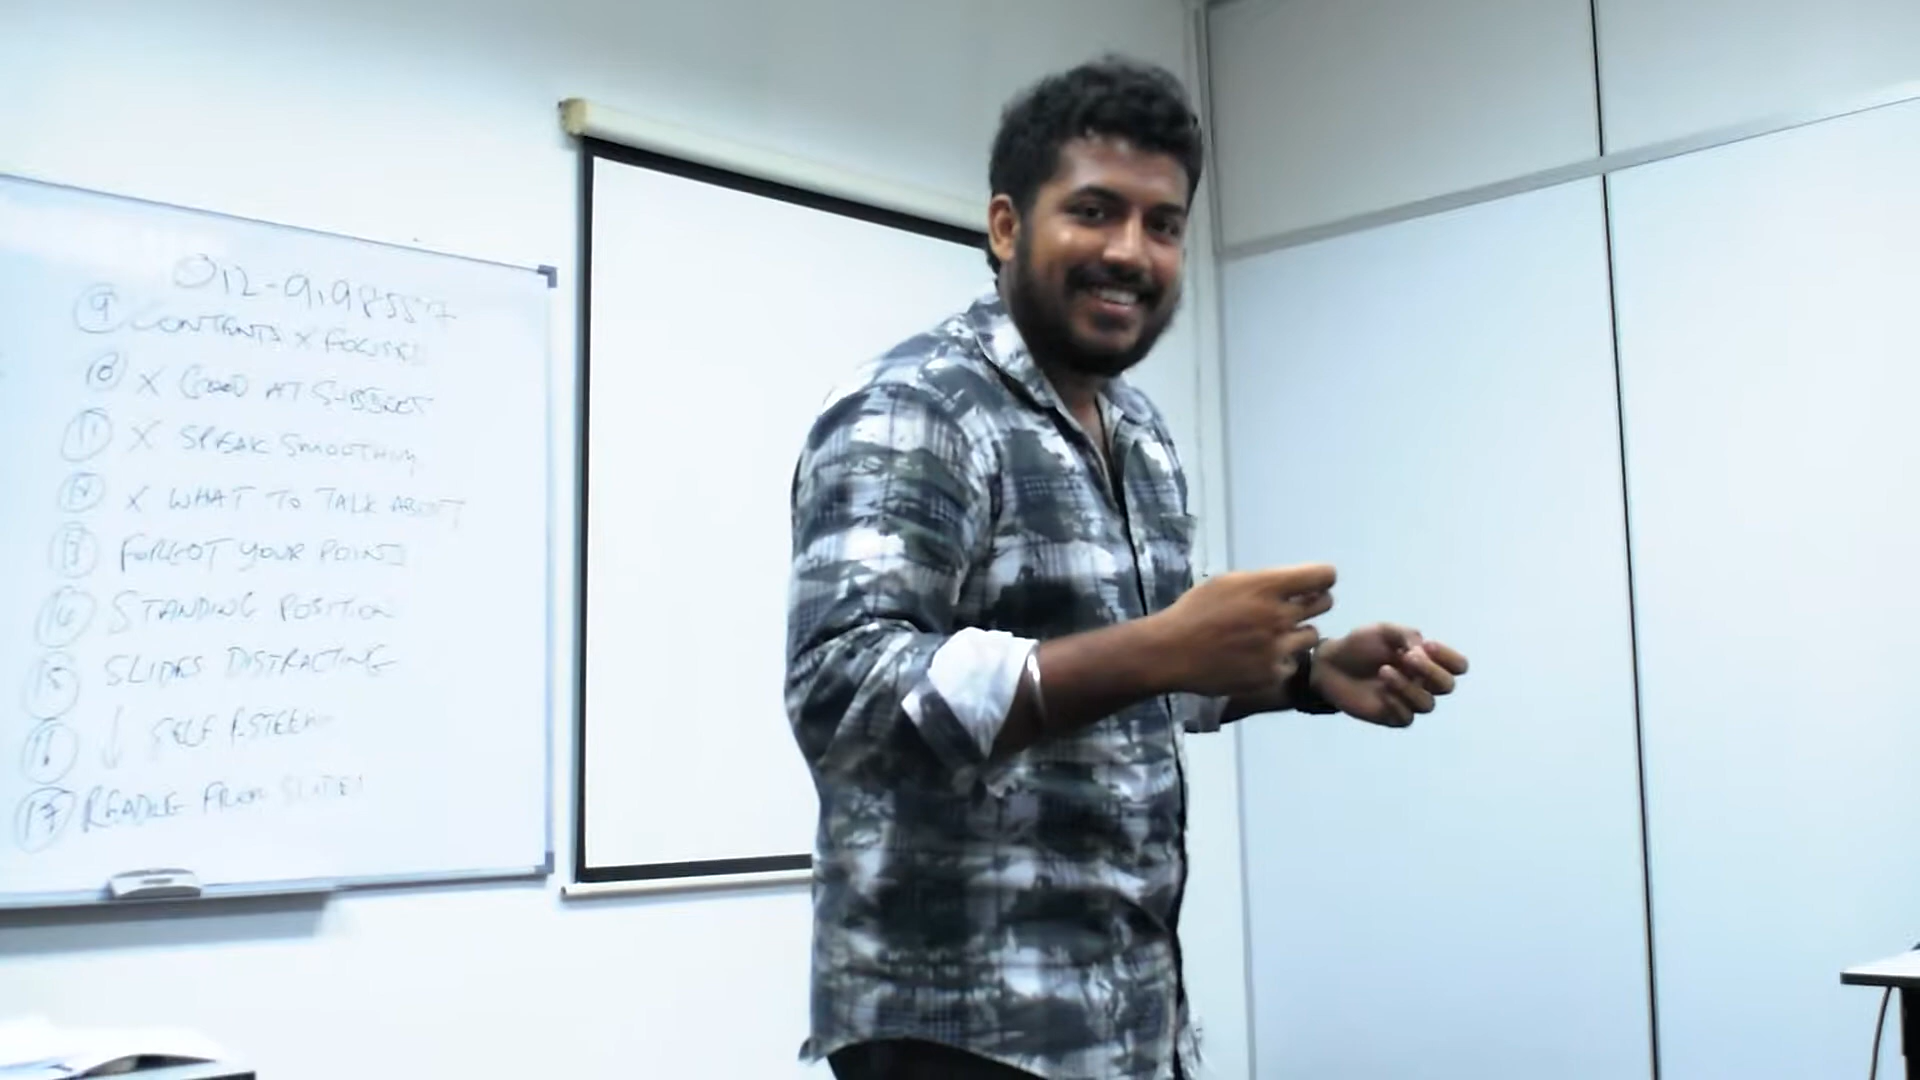 012-9198557
9 CONTENTS X FOCUSED
10 X GOOD AT SUBJECT
11 X SPEAK SMOOTHLY
12 X WHAT TO TALK ABOUT
13 FORGOT YOUR POINTS
14 STANDING POSITION
15 SLIDES DISTRACTING
16 ↓ SELF ESTEEM
17 READING FROM SLIDES